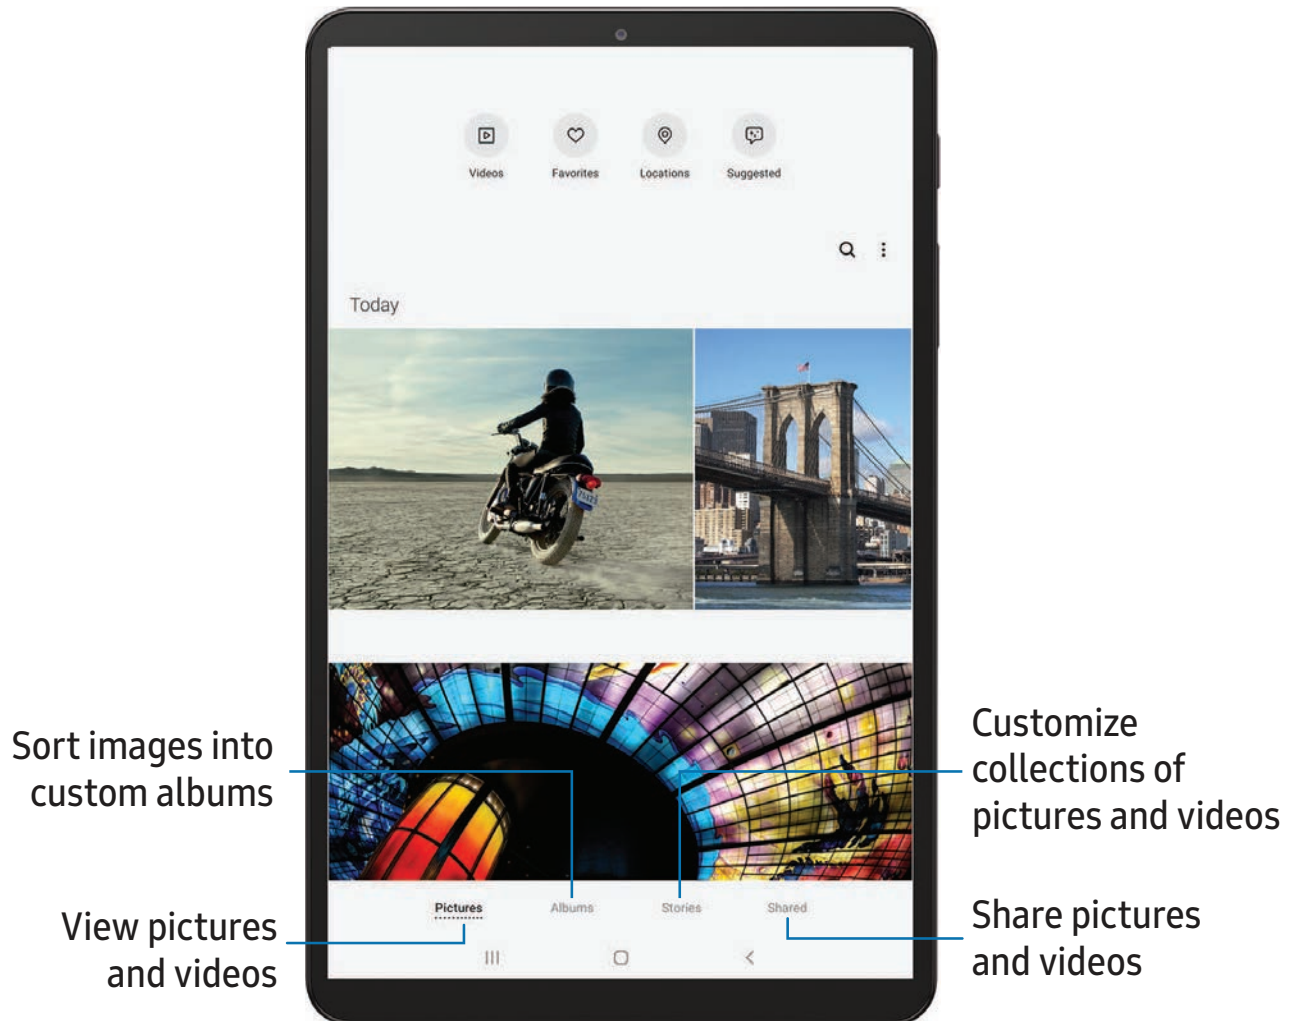 Videos
Favorites
Locations
Suggested
Today
Sort images into
custom albums
Customize
collections of
pictures and videos
Pictures
Albums
Stories
Shared
View pictures
and videos
Share pictures
and videos